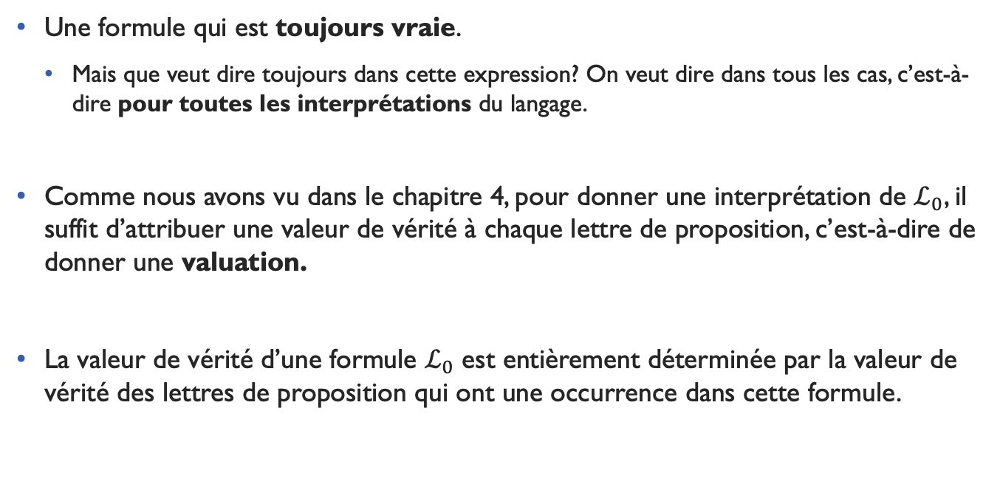 • Une formule qui est toujours vraie.
• Mais que veut dire toujours dans cette expression? On veut dire dans tous les cas, c’est-à-
dire pour toutes les interprétations du langage.
• Comme nous avons vu dans le chapitre 4, pour donner une interprétation de ℒ₀, il
suffit d’attribuer une valeur de vérité à chaque lettre de proposition, c’est-à-dire de
donner une valuation.
• La valeur de vérité d’une formule ℒ₀ est entièrement déterminée par la valeur de
vérité des lettres de proposition qui ont une occurrence dans cette formule.